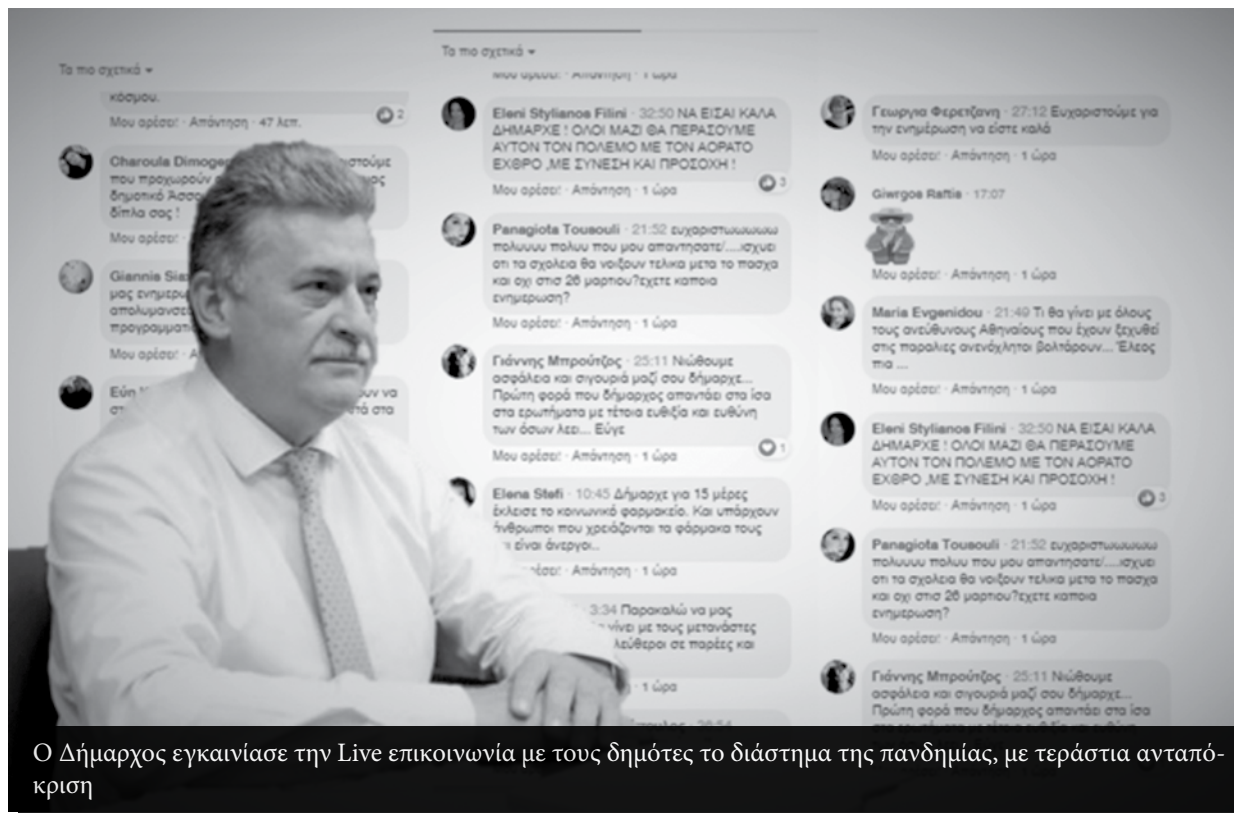 Τα πιο σχετικά
κόσμου.
Μου αρέσει! · Απάντηση · 47 λεπ.
2
Charoula
που προχωρούν
δημοτικό
δίπλα σας !
Μου αρέσει!
Giannis
μας
Μου αρέσει!
Τα πιο σχετικά
Μου αρέσει! · Απάντηση · 1 ώρα
Eleni Stylianos Filini · 32:50 ΝΑ ΕΙΣΑΙ ΚΑΛΑ
ΔΗΜΑΡΧΕ ! ΟΛΟΙ ΜΑΖΙ ΘΑ ΠΕΡΑΣΟΥΜΕ
ΑΥΤΟΝ ΤΟΝ ΠΟΛΕΜΟ ΜΕ ΤΟΝ ΑΟΡΑΤΟ
ΕΧΘΡΟ ,ΜΕ ΣΥΝΕΣΗ ΚΑΙ ΠΡΟΣΟΧΗ !
Μου αρέσει! · Απάντηση · 1 ώρα
3
Panagiota Tousouli · 21:52 ευχαριστωωωωω
πολυυυυ πολυυ που μου απαντησατε/.....ισχυει
οτι τα σχολεια θα νοιξουν τελικα μετα το πασχα
και οχι στισ 26 μαρτιου?εχετε καποια
ενημερωση?
Μου αρέσει! · Απάντηση · 1 ώρα
Γιάννης Μπρούτζος · 25:11 Νιώθουμε
ασφάλεια και σιγουριά μαζί σου δήμαρχε...
Πρώτη φορά που δήμαρχος απαντάει στα ίσα
στα ερωτήματα με τέτοια ευθιξία και ευθύνη
των όσων λεει.... Εύγε
Μου αρέσει! · Απάντηση · 1 ώρα
1
Elena Stefi · 10:45 Δήμαρχε για 15 μέρες
έκλεισε το κοινωνικό φαρμακείο. Και υπάρχουν
άνθρωποι που χρειάζονται τα φάρμακα τους
είναι άνεργοι..
Απάντηση · 1 ώρα
3:34 Παρακαλώ να μας
γίνει με τους μετανάστες
σε παρέες και
1 ώρα
Γεωργια Φερετζανη · 27:12 Ευχαριστούμε για
την ενημέρωση να είστε καλά
Μου αρέσει! · Απάντηση · 1 ώρα
Giwrgos Raftis · 17:07
Μου αρέσει! · Απάντηση · 1 ώρα
Maria Evgenidou · 21:49 Τι θα γίνει με όλους
τους ανεύθυνους Αθηναίους που έχουν ξεχυθεί
στις παραλιες ανενόχλητοι βολτάρουν... Έλεος
πια ...
Μου αρέσει! · Απάντηση · 1 ώρα
Eleni Stylianos Filini · 32:50 ΝΑ ΕΙΣΑΙ ΚΑΛΑ
ΔΗΜΑΡΧΕ ! ΟΛΟΙ ΜΑΖΙ ΘΑ ΠΕΡΑΣΟΥΜΕ
ΑΥΤΟΝ ΤΟΝ ΠΟΛΕΜΟ ΜΕ ΤΟΝ ΑΟΡΑΤΟ
ΕΧΘΡΟ ,ΜΕ ΣΥΝΕΣΗ ΚΑΙ ΠΡΟΣΟΧΗ !
Μου αρέσει! · Απάντηση · 1 ώρα
3
Panagiota Tousouli · 21:52 ευχαριστωωωωω
πολυυυυ πολυυ που μου απαντησατε/.....ισχυει
οτι τα σχολεια θα νοιξουν τελικα μετα το πασχα
και οχι στισ 26 μαρτιου?εχετε καποια
ενημερωση?
Μου αρέσει! · Απάντηση · 1 ώρα
Γιάννης Μπρούτζος · 25:11 Νιώθουμε
ασφάλεια και σιγουριά μαζί σου δήμαρχε...
Πρώτη φορά που δήμαρχος απαντάει στα ίσα
Ο Δήμαρχος εγκαινίασε την Live επικοινωνία με τους δημότες το διάστημα της πανδημίας, με τεράστια ανταπό-
κριση